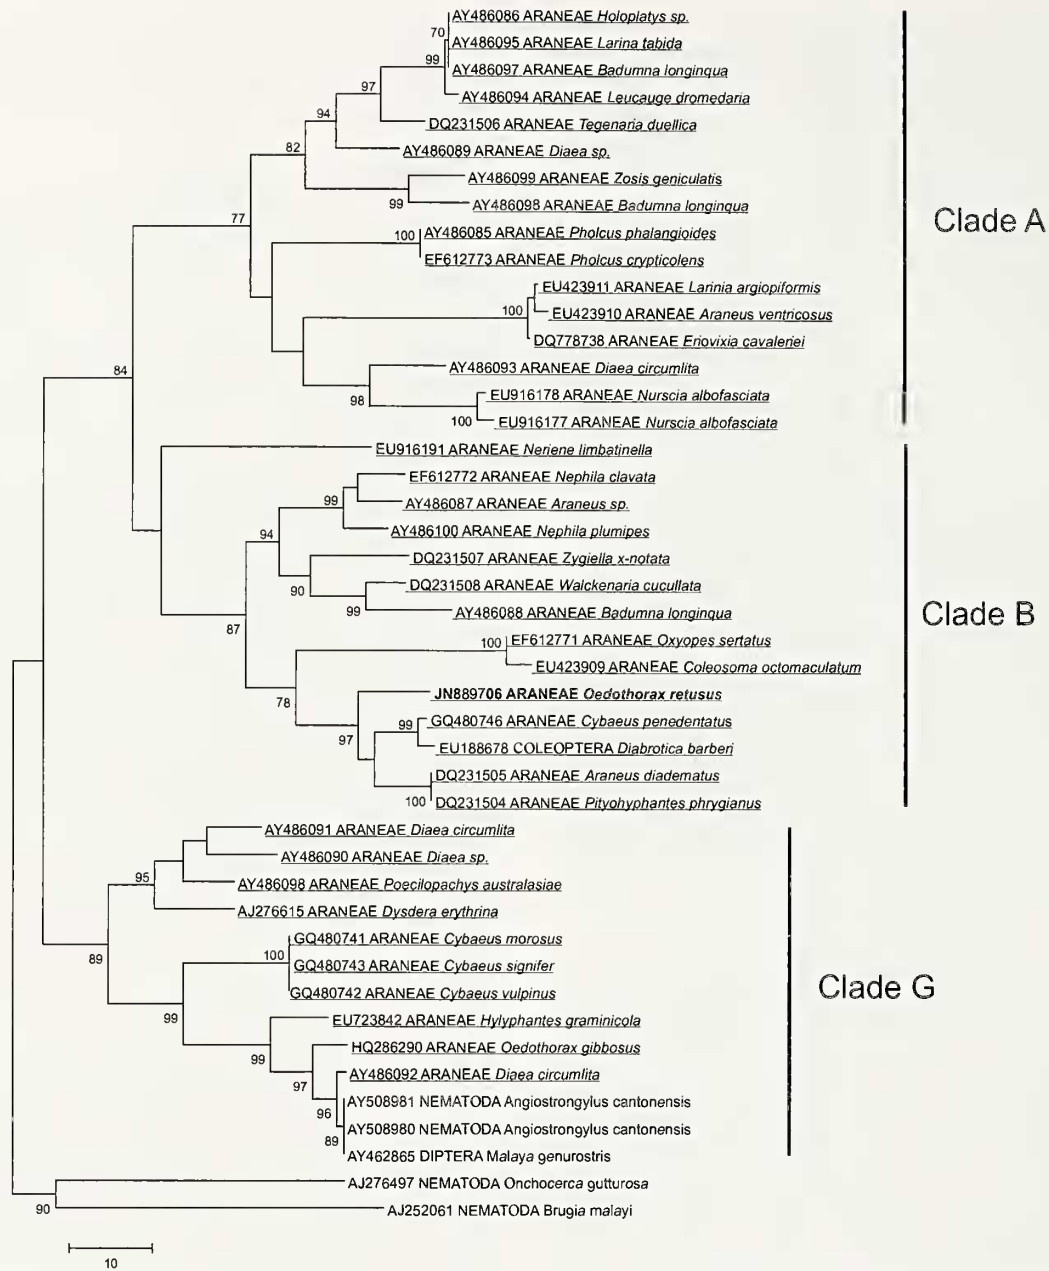 AY486086 ARANEAE Holoplatys sp.
70
AY486095 ARANEAE Larina tabida
99
AY486097 ARANEAE Badumna longinqua
97
AY486094 ARANEAE Leucauge dromedaria
94
DQ231506 ARANEAE Tegenaria duellica
82
AY486089 ARANEAE Diaea sp.
AY486099 ARANEAE Zosis geniculatis
99
AY486098 ARANEAE Badumna longinqua
77
Clade A
100
AY486085 ARANEAE Pholcus phalangioides
EF612773 ARANEAE Pholcus crypticolens
EU423911 ARANEAE Larinia argiopiformis
100
EU423910 ARANEAE Araneus ventricosus
DQ778738 ARANEAE Eriovixia cavaleriei
84
AY486093 ARANEAE Diaea circumlita
98
EU916178 ARANEAE Nurscia albofasciata
100
EU916177 ARANEAE Nurscia albofasciata
EU916191 ARANEAE Neriene limbatinella
EF612772 ARANEAE Nephila clavata
99
AY486087 ARANEAE Araneus sp.
94
AY486100 ARANEAE Nephila plumipes
DQ231507 ARANEAE Zygiella x-notata
90
DQ231508 ARANEAE Walckenaria cucullata
99
AY486088 ARANEAE Badumna longinqua
Clade B
87
100
EF612771 ARANEAE Oxyopes sertatus
EU423909 ARANEAE Coleosoma octomaculatum
78
JN889706 ARANEAE Oedothorax retusus
99
GQ480746 ARANEAE Cybaeus penedentatus
97
EU188678 COLEOPTERA Diabrotica barberi
DQ231505 ARANEAE Araneus diadematus
100
DQ231504 ARANEAE Pityohyphantes phrygianus
AY486091 ARANEAE Diaea circumlita
AY486090 ARANEAE Diaea sp.
95
AY486098 ARANEAE Poecilopachys australasiae
AJ276615 ARANEAE Dysdera erythrina
89
GQ480741 ARANEAE Cybaeus morosus
100
GQ480743 ARANEAE Cybaeus signifer
GQ480742 ARANEAE Cybaeus vulpinus
Clade G
99
EU723842 ARANEAE Hylyphantes graminicola
99
HQ286290 ARANEAE Oedothorax gibbosus
97
AY486092 ARANEAE Diaea circumlita
96
AY508981 NEMATODA Angiostrongylus cantonensis
AY508980 NEMATODA Angiostrongylus cantonensis
89
AY462865 DIPTERA Malaya genurostris
AJ276497 NEMATODA Onchocerca gutturosa
90
AJ252061 NEMATODA Brugia malayi
10